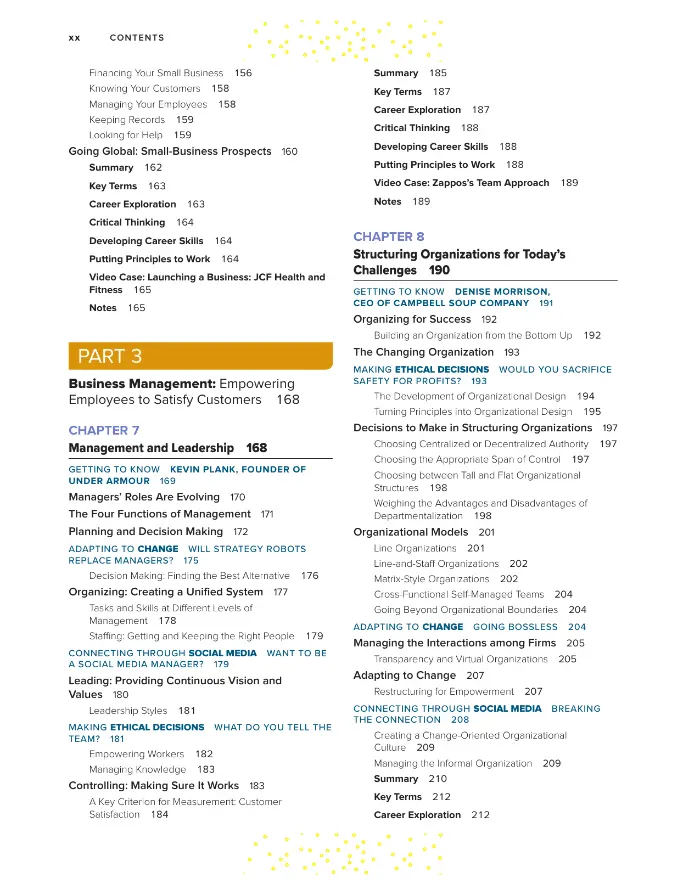 xx CONTENTS
Financing Your Small Business 156
Knowing Your Customers 158
Managing Your Employees 158
Keeping Records 159
Looking for Help 159
Going Global: Small-Business Prospects 160
Summary 162
Key Terms 163
Career Exploration 163
Critical Thinking 164
Developing Career Skills 164
Putting Principles to Work 164
Video Case: Launching a Business: JCF Health and
Fitness 165
Notes 165
PART 3
Business Management: Empowering
Employees to Satisfy Customers 168
CHAPTER 7
Management and Leadership 168
GETTING TO KNOW KEVIN PLANK, FOUNDER OF
UNDER ARMOUR 169
Managers' Roles Are Evolving 170
The Four Functions of Management 171
Planning and Decision Making 172
ADAPTING TO CHANGE WILL STRATEGY ROBOTS
REPLACE MANAGERS? 175
Decision Making: Finding the Best Alternative 176
Organizing: Creating a Unified System 177
Tasks and Skills at Different Levels of
Management 178
Staffing: Getting and Keeping the Right People 179
CONNECTING THROUGH SOCIAL MEDIA WANT TO BE
A SOCIAL MEDIA MANAGER? 179
Leading: Providing Continuous Vision and
Values 180
Leadership Styles 181
MAKING ETHICAL DECISIONS WHAT DO YOU TELL THE
TEAM? 181
Empowering Workers 182
Managing Knowledge 183
Controlling: Making Sure It Works 183
A Key Criterion for Measurement: Customer
Satisfaction 184
Summary 185
Key Terms 187
Career Exploration 187
Critical Thinking 188
Developing Career Skills 188
Putting Principles to Work 188
Video Case: Zappos's Team Approach 189
Notes 189
CHAPTER 8
Structuring Organizations for Today's
Challenges 190
GETTING TO KNOW DENISE MORRISON,
CEO OF CAMPBELL SOUP COMPANY 191
Organizing for Success 192
Building an Organization from the Bottom Up 192
The Changing Organization 193
MAKING ETHICAL DECISIONS WOULD YOU SACRIFICE
SAFETY FOR PROFITS? 193
The Development of Organizational Design 194
Turning Principles into Organizational Design 195
Decisions to Make in Structuring Organizations 197
Choosing Centralized or Decentralized Authority 197
Choosing the Appropriate Span of Control 197
Choosing between Tall and Flat Organizational
Structures 198
Weighing the Advantages and Disadvantages of
Departmentalization 198
Organizational Models 201
Line Organizations 201
Line-and-Staff Organizations 202
Matrix-Style Organizations 202
Cross-Functional Self-Managed Teams 204
Going Beyond Organizational Boundaries 204
ADAPTING TO CHANGE GOING BOSSLESS 204
Managing the Interactions among Firms 205
Transparency and Virtual Organizations 205
Adapting to Change 207
Restructuring for Empowerment 207
CONNECTING THROUGH SOCIAL MEDIA BREAKING
THE CONNECTION 208
Creating a Change-Oriented Organizational
Culture 209
Managing the Informal Organization 209
Summary 210
Key Terms 212
Career Exploration 212